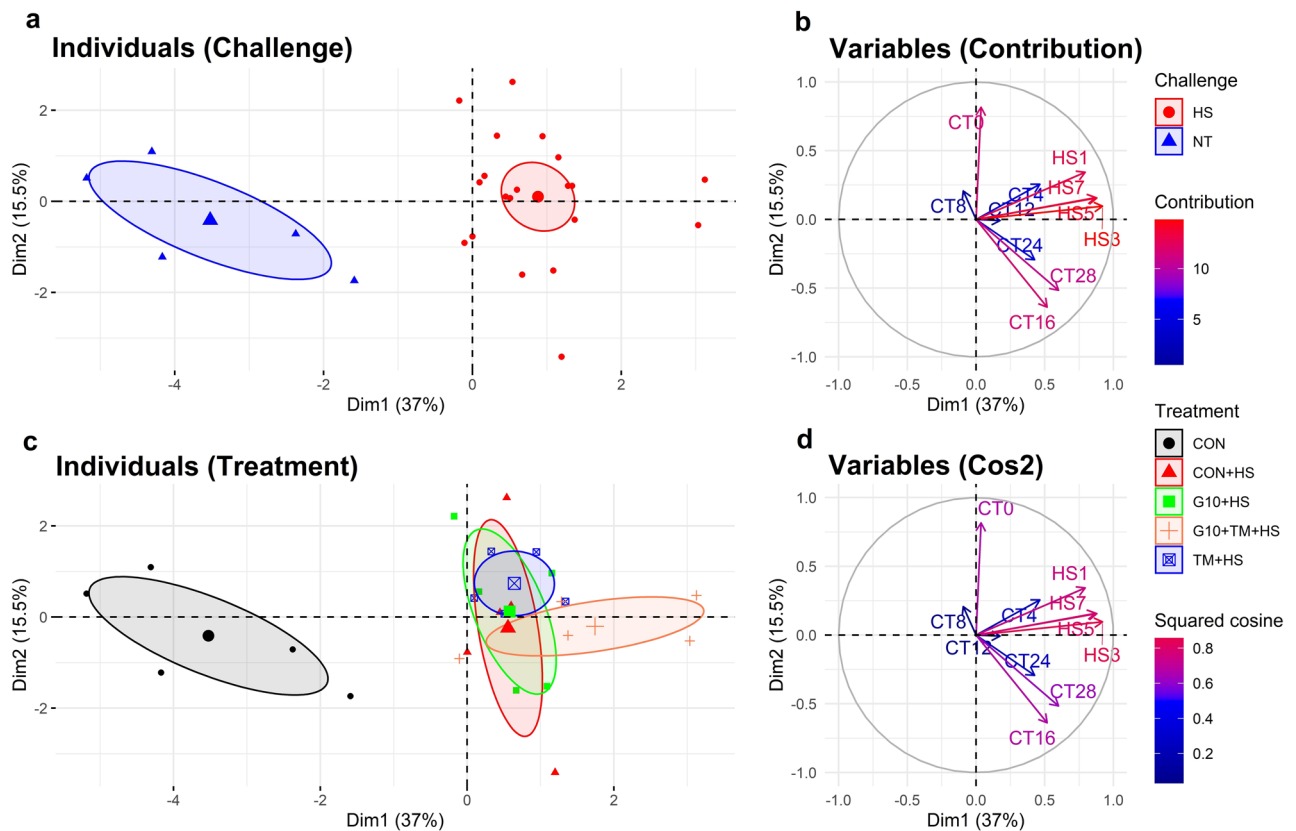 a
Individuals (Challenge)
2
0
-2
Dim2 (15.5%)
-4
-2
0
2
Dim1 (37%)
b
Variables (Contribution)
1.0
0.5
0.0
-0.5
-1.0
Dim2 (15.5%)
CT0
HS1
HS7
CT4
CT8
CT12
HS5
HS3
CT24
CT28
CT16
-1.0
-0.5
0.0
0.5
1.0
Dim1 (37%)
Challenge
HS
NT
Contribution
10
5
c
Individuals (Treatment)
2
0
-2
Dim2 (15.5%)
-4
-2
0
2
Dim1 (37%)
d
Variables (Cos2)
1.0
0.5
0.0
-0.5
-1.0
Dim2 (15.5%)
CT0
HS1
HS7
CT4
CT8
HS5
CT12
HS3
CT24
CT28
CT16
-1.0
-0.5
0.0
0.5
1.0
Dim1 (37%)
Treatment
CON
CON+HS
G10+HS
G10+TM+HS
TM+HS
Squared cosine
0.8
0.6
0.4
0.2